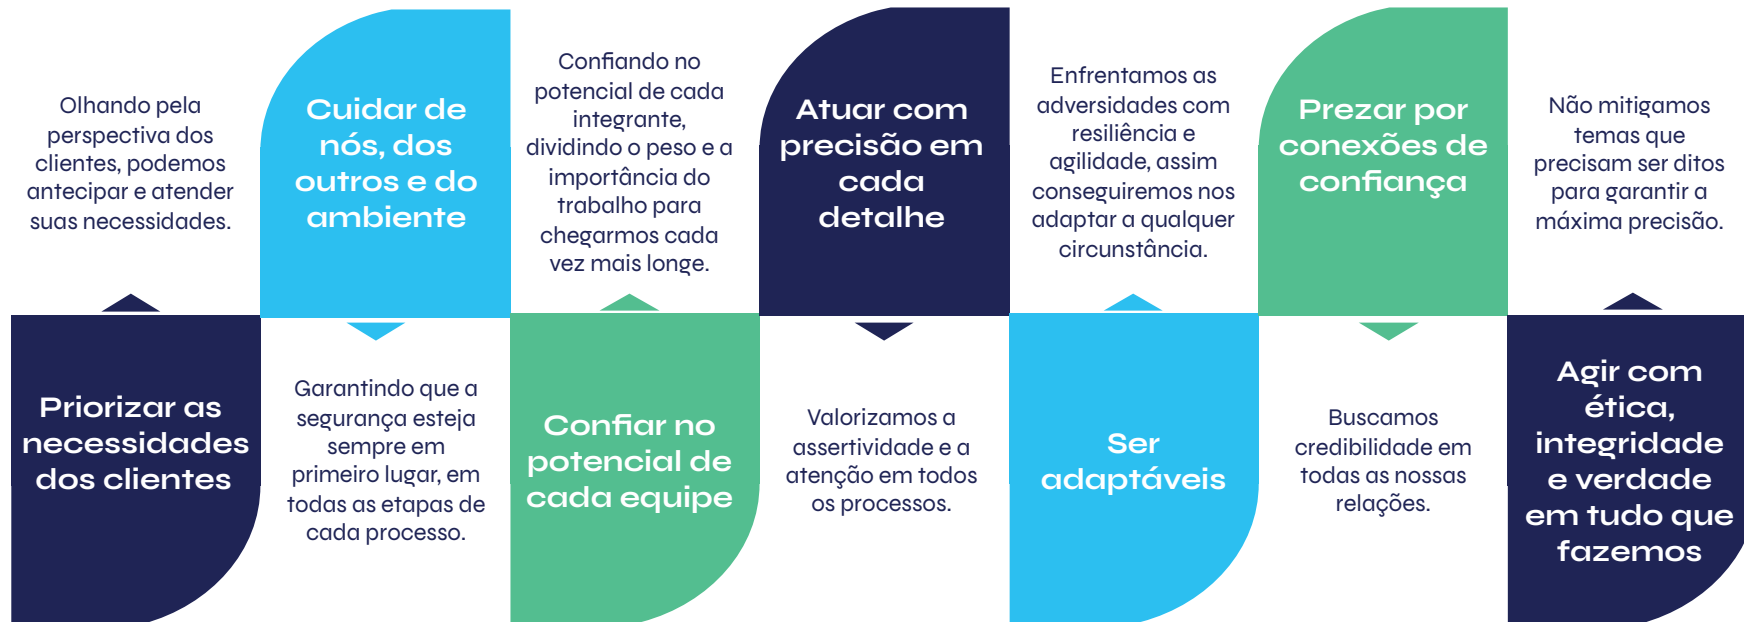 Olhando pela
perspectiva dos
clientes, podemos
antecipar e atender
suas necessidades.
Priorizar as
necessidades
dos clientes
Cuidar de
nós, dos
outros e do
ambiente
Garantindo que a
segurança esteja
sempre em
primeiro lugar, em
todas as etapas de
cada processo.
Confiando no
potencial de cada
integrante,
dividindo o peso e a
importância do
trabalho para
chegarmos cada
vez mais longe.
Confiar no
potencial de
cada equipe
Atuar com
precisão em
cada
detalhe
Valorizamos a
assertividade e a
atenção em todos
os processos.
Enfrentamos as
adversidades com
resiliência e
agilidade, assim
conseguiremos nos
adaptar a qualquer
circunstância.
Ser
adaptáveis
Prezar por
conexões de
confiança
Buscamos
credibilidade em
todas as nossas
relações.
Não mitigamos
temas que
precisam ser ditos
para garantir a
máxima precisão.
Agir com
ética,
integridade
e verdade
em tudo que
fazemos